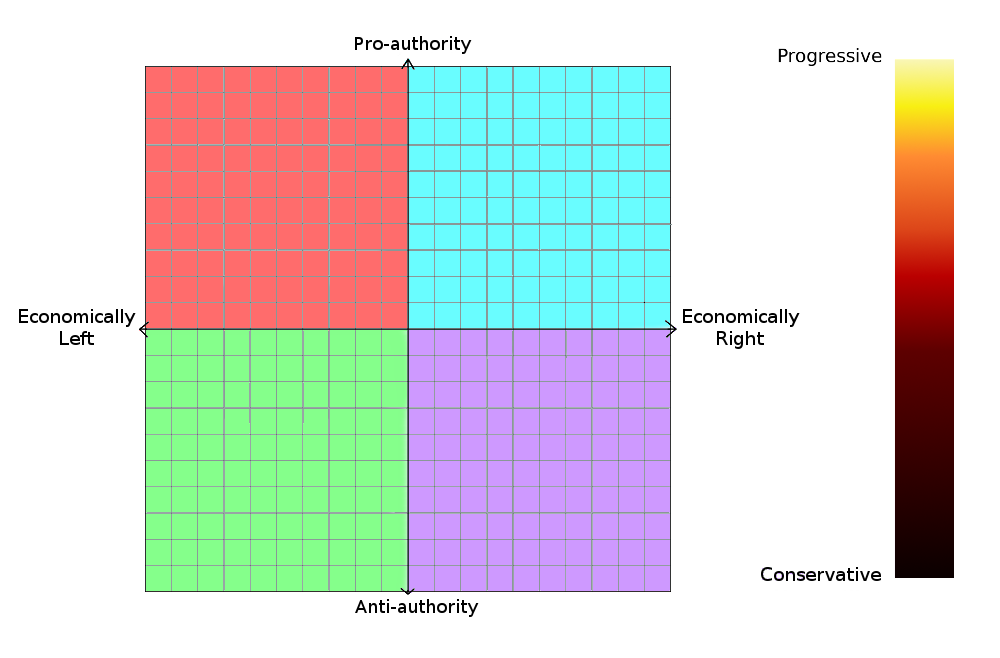 Pro-authority
Progressive
Economically
Left
Economically
Right
Conservative
Anti-authority